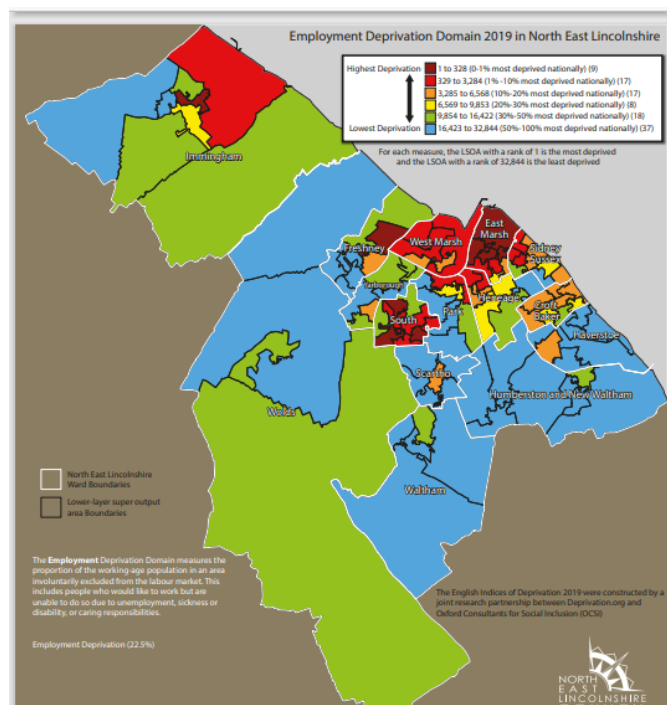 Employment Deprivation Domain 2019 in North East Lincolnshire
Highest Deprivation
Lowest Deprivation
1 to 328 (0-1% most deprived nationally) (9)
329 to 3,284 (1% -10% most deprived nationally) (17)
3,285 to 6,568 (10%-20% most deprived nationally) (17)
6,569 to 9,853 (20%-30% most deprived nationally) (8)
9,854 to 16,422 (30%-50% most deprived nationally) (18)
16,423 to 32,844 (50%-100% most deprived nationally) (37)
For each measure, the LSOA with a rank of 1 is the most deprived
and the LSOA with a rank of 32,844 is the least deprived
Immingham
East
Marsh
West Marsh
Freshney
Sidney
Sussex
Yarborough
Heneage
Park
South
Croft
Baker
Haverstoe
Scartho
Humberston and New Waltham
Wolds
Waltham
North East Lincolnshire
Ward Boundaries
Lower-layer super output
area Boundaries
The Employment Deprivation Domain measures the
proportion of the working-age population in an area
involuntarily excluded from the labour market. This
includes people who would like to work but are
unable to do so due to unemployment, sickness or
disability, or caring responsibilities.
Employment Deprivation (22.5%)
The English Indices of Deprivation 2019 were constructed by a
joint research partnership between Deprivation.org and
Oxford Consultants for Social Inclusion (OCSI)
NORTH
EAST
LINCOLNSHIRE